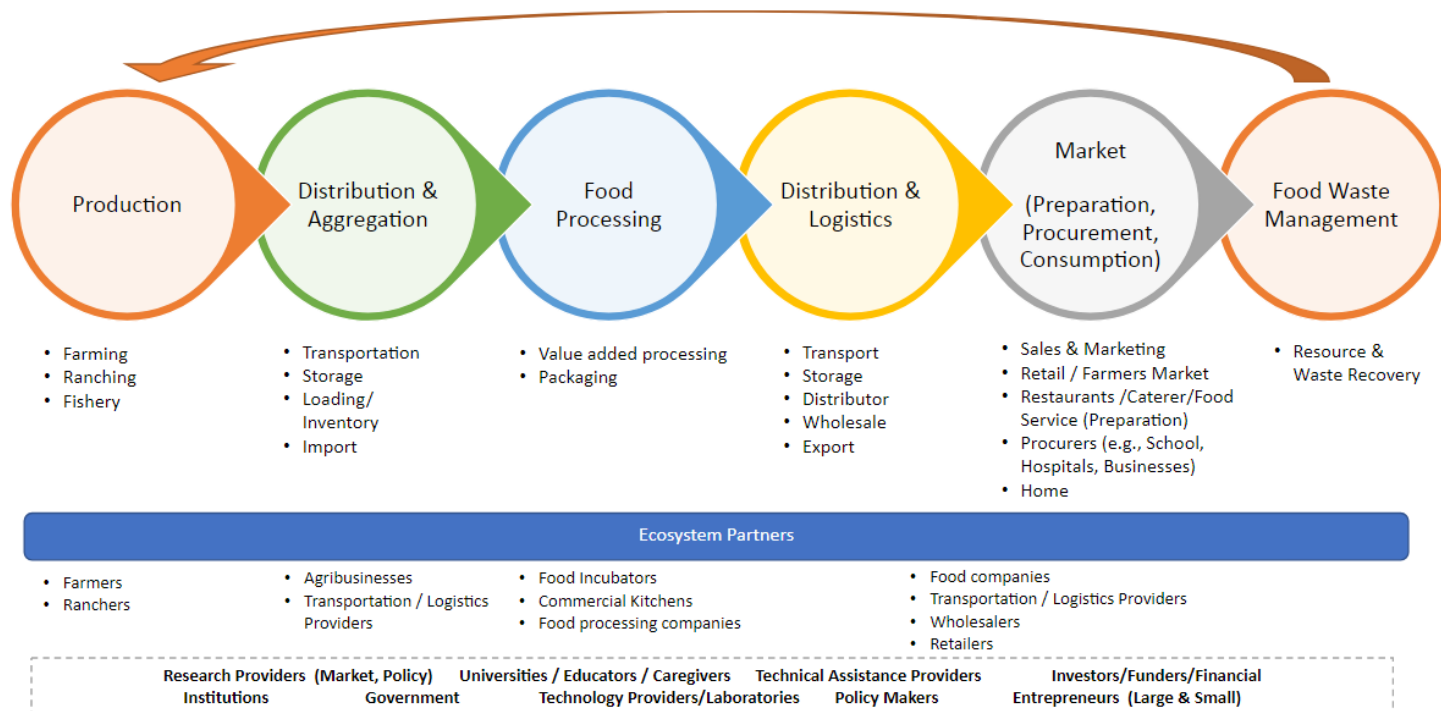 Production
Distribution &
Aggregation
Food
Processing
Distribution &
Logistics
Market
(Preparation,
Procurement,
Consumption)
Food Waste
Management
• Farming
• Ranching
• Fishery
• Transportation
• Storage
• Loading/
Inventory
• Import
• Value added processing
• Packaging
• Transport
• Storage
• Distributor
• Wholesale
• Export
• Sales & Marketing
• Retail / Farmers Market
• Restaurants /Caterer/Food
Service (Preparation)
• Procurers (e.g., School,
Hospitals, Businesses)
• Home
• Resource &
Waste Recovery
Ecosystem Partners
• Farmers
• Ranchers
• Agribusinesses
• Transportation / Logistics
Providers
• Food Incubators
• Commercial Kitchens
• Food processing companies
• Food companies
• Transportation / Logistics Providers
• Wholesalers
• Retailers
Research Providers (Market, Policy) Universities / Educators / Caregivers Technical Assistance Providers Investors/Funders/Financial
Institutions Government Technology Providers/Laboratories Policy Makers Entrepreneurs (Large & Small)